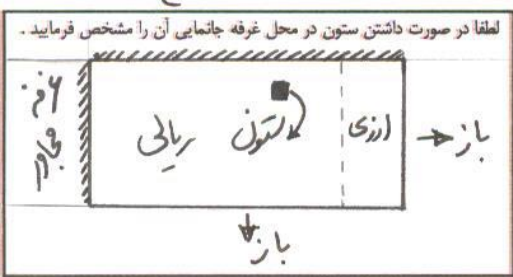 لطفا در صورت داشتن ستون در محل غرفه جانمایی آن را مشخص فرمایید .
باز
ارزی
ستون
ریالی
غرفه مجاور
باز